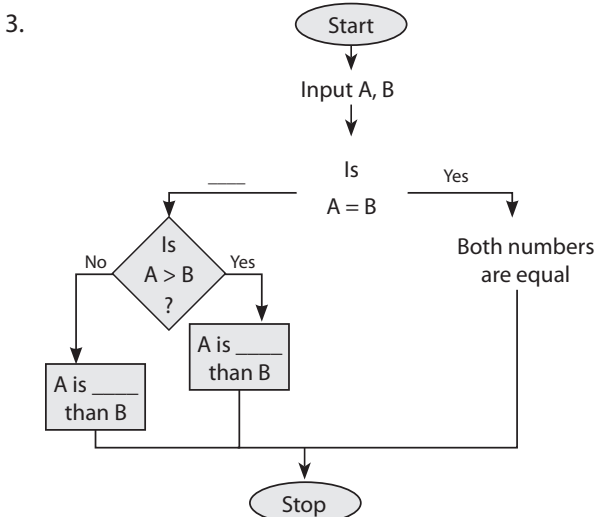 3.
Start
Input A, B
Is
A = B
____
Yes
Is
A > B
?
No
Yes
Both numbers
are equal
A is ____
than B
A is ____
than B
Stop